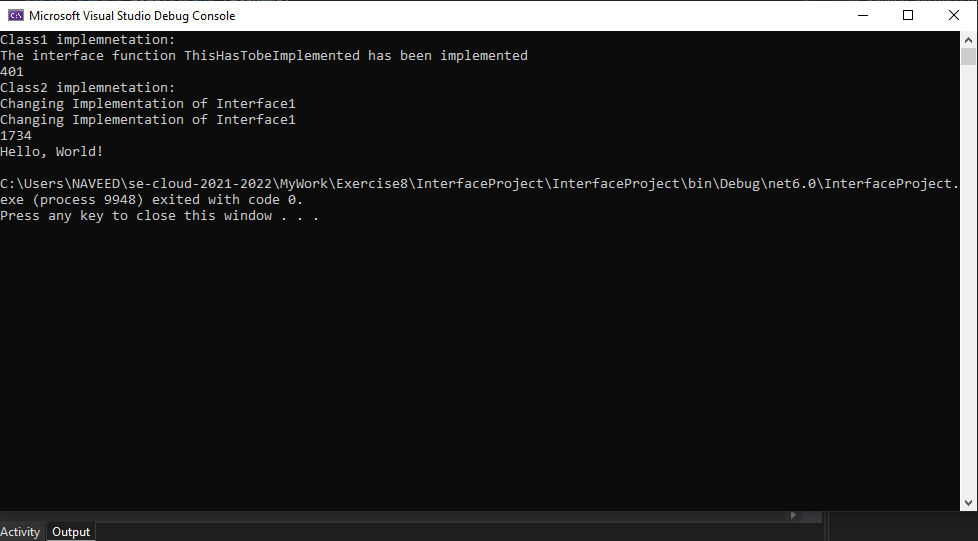 Microsoft Visual Studio Debug Console
Class1 implemnetation:
The interface function ThisHasTobeImplemented has been implemented
401
Class2 implemnetation:
Changing Implementation of Interface1
Changing Implementation of Interface1
1734
Hello, World!
C:\Users\NAVEED\se-cloud-2021-2022\MyWork\Exercise8\InterfaceProject\InterfaceProject\bin\Debug\net6.0\InterfaceProject.
exe (process 9948) exited with code 0.
Press any key to close this window . . .
Activity Output